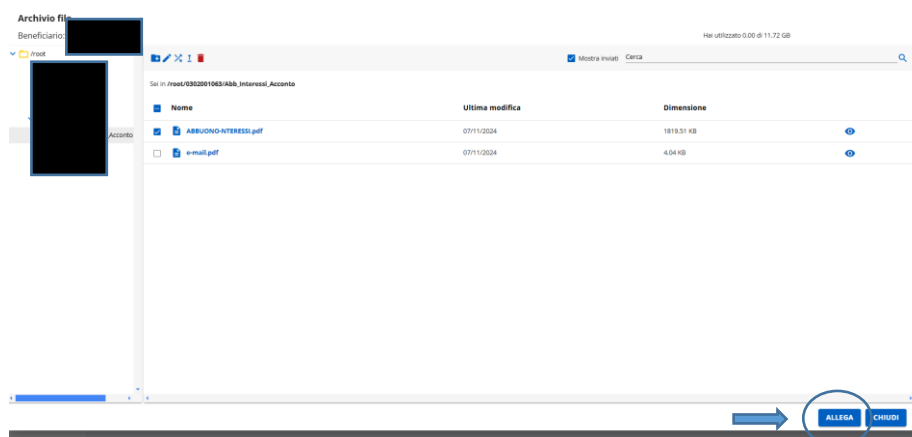 Archivio file
Beneficiario:
Hai utilizzato 0.00 di 11.72 GB
/root
Mostra inviati Cerca
Sei in /root/0302001063/Abb_Interessi_Acconto
Nome Ultima modifica Dimensione
Acconto
ABBUONO-NTERESSI.pdf 07/11/2024 1819.51 KB
e-mail.pdf 07/11/2024 4.04 KB
ALLEGA CHIUDI